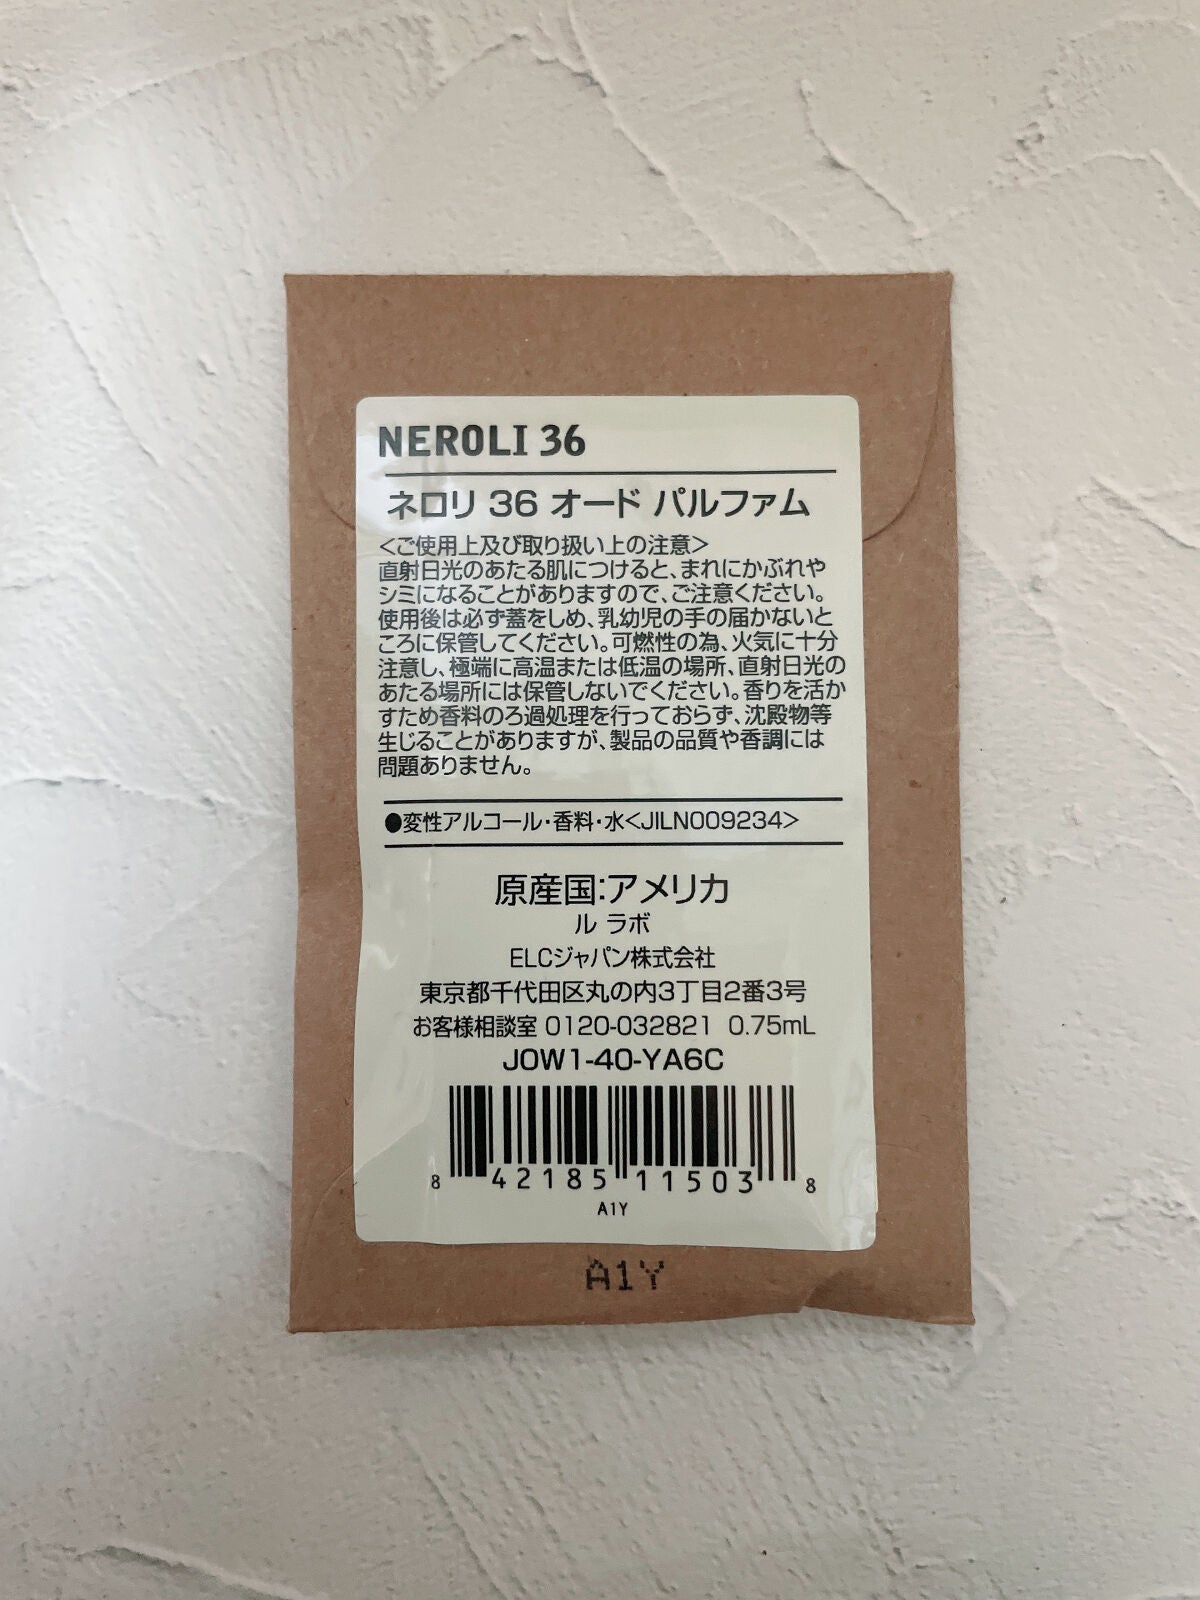 NEROLI 36
ネロリ 36 オード パルファム
<ご使用上及び取り扱い上の注意>
直射日光のあたる肌につけると、まれにかぶれや
シミになることがありますので、ご注意ください。
使用後は必ず蓋をしめ、乳幼児の手の届かないと
ころに保管してください。可燃性の為、火気に十分
注意し、極端に高温または低温の場所、直射日光の
あたる場所には保管しないでください。香りを活か
すため香料のろ過処理を行っておらず、沈殿物等
生じることがありますが、製品の品質や香調には
問題ありません。
●変性アルコール・香料・水<JILN009234>
原産国:アメリカ
ル ラボ
ELCジャパン株式会社
東京都千代田区丸の内3丁目2番3号
お客様相談室 0120-032821 0.75mL
J0W1-40-YA6C
8 42185 11503 8
A1Y
A1Y